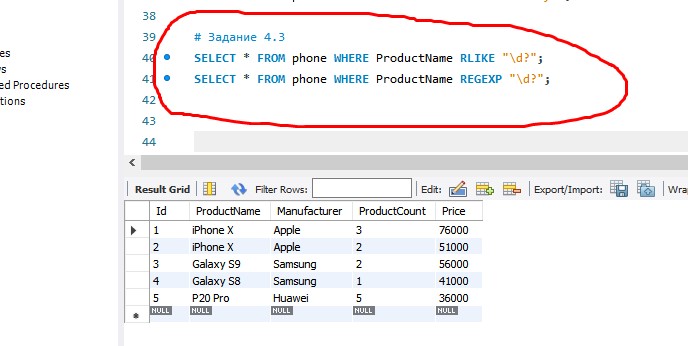 38
39 # Задание 4.3
40 SELECT * FROM phone WHERE ProductName RLIKE "\d?";
41 SELECT * FROM phone WHERE ProductName REGEXP "\d?";
42
43
44
es
vs
ed Procedures
tions
Result Grid Filter Rows: Edit: Export/Import: Wrap
Id ProductName Manufacturer ProductCount Price
1 iPhone X Apple 3 76000
2 iPhone X Apple 2 51000
3 Galaxy S9 Samsung 2 56000
4 Galaxy S8 Samsung 1 41000
5 P20 Pro Huawei 5 36000
NULL NULL NULL NULL NULL